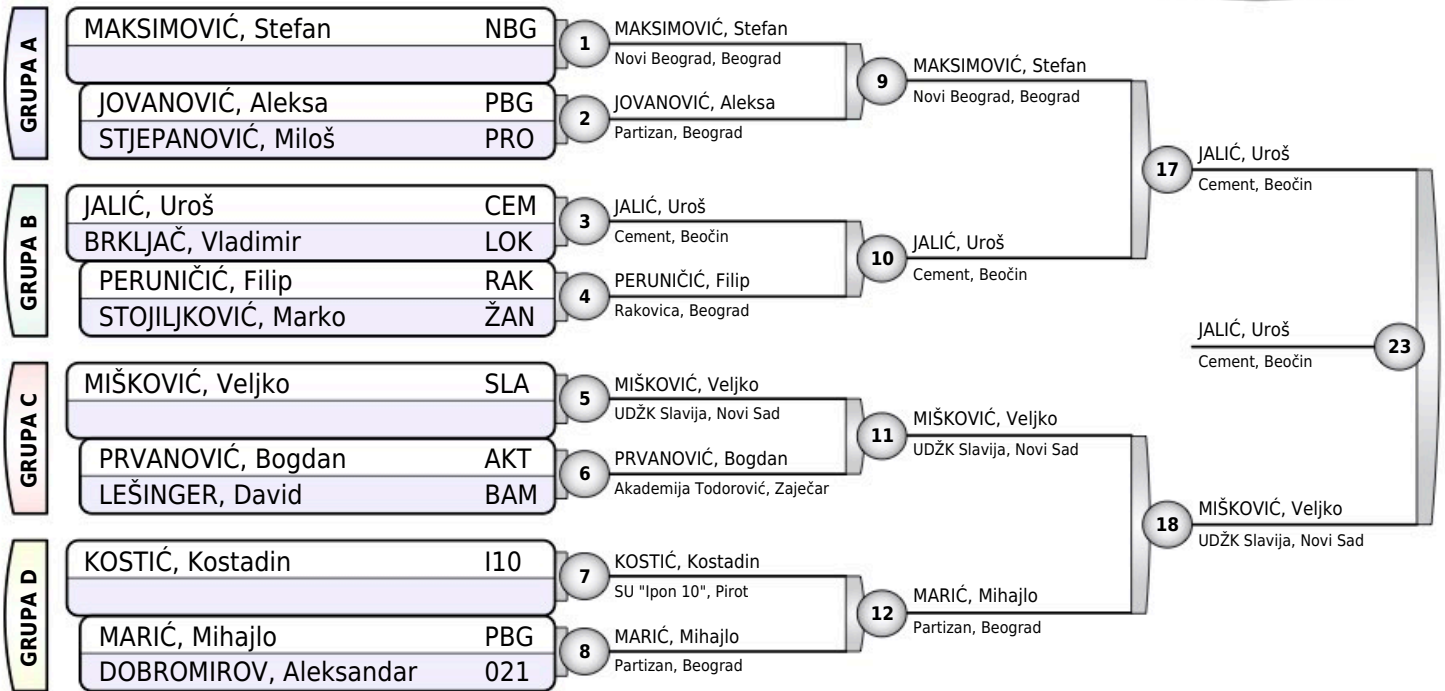 GRUPA A
MAKSIMOVIĆ, Stefan NBG
JOVANOVIĆ, Aleksa PBG
STJEPANOVIĆ, Miloš PRO
GRUPA B
JALIĆ, Uroš CEM
BRKLJAČ, Vladimir LOK
PERUNIČIĆ, Filip RAK
STOJILJKOVIĆ, Marko ŽAN
GRUPA C
MIŠKOVIĆ, Veljko SLA
PRVANOVIĆ, Bogdan AKT
LEŠINGER, David BAM
GRUPA D
KOSTIĆ, Kostadin I10
MARIĆ, Mihajlo PBG
DOBROMIROV, Aleksandar 021
1
MAKSIMOVIĆ, Stefan
Novi Beograd, Beograd
2
JOVANOVIĆ, Aleksa
Partizan, Beograd
3
JALIĆ, Uroš
Cement, Beočin
4
PERUNIČIĆ, Filip
Rakovica, Beograd
5
MIŠKOVIĆ, Veljko
UDŽK Slavija, Novi Sad
6
PRVANOVIĆ, Bogdan
Akademija Todorović, Zaječar
7
KOSTIĆ, Kostadin
SU "Ipon 10", Pirot
8
MARIĆ, Mihajlo
Partizan, Beograd
9
MAKSIMOVIĆ, Stefan
Novi Beograd, Beograd
10
JALIĆ, Uroš
Cement, Beočin
11
MIŠKOVIĆ, Veljko
UDŽK Slavija, Novi Sad
12
MARIĆ, Mihajlo
Partizan, Beograd
17
JALIĆ, Uroš
Cement, Beočin
18
MIŠKOVIĆ, Veljko
UDŽK Slavija, Novi Sad
JALIĆ, Uroš
Cement, Beočin
23